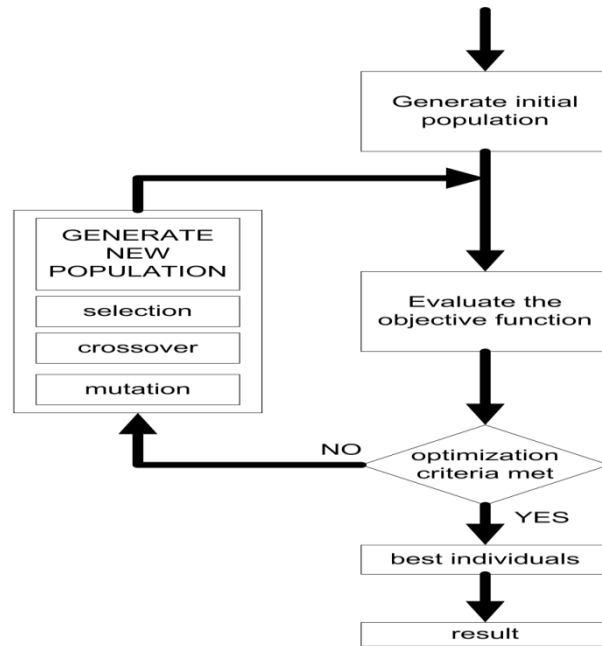 Generate initial
population
GENERATE
NEW
POPULATION
selection
crossover
mutation
Evaluate the
objective function
NO
optimization
criteria met
YES
best individuals
result